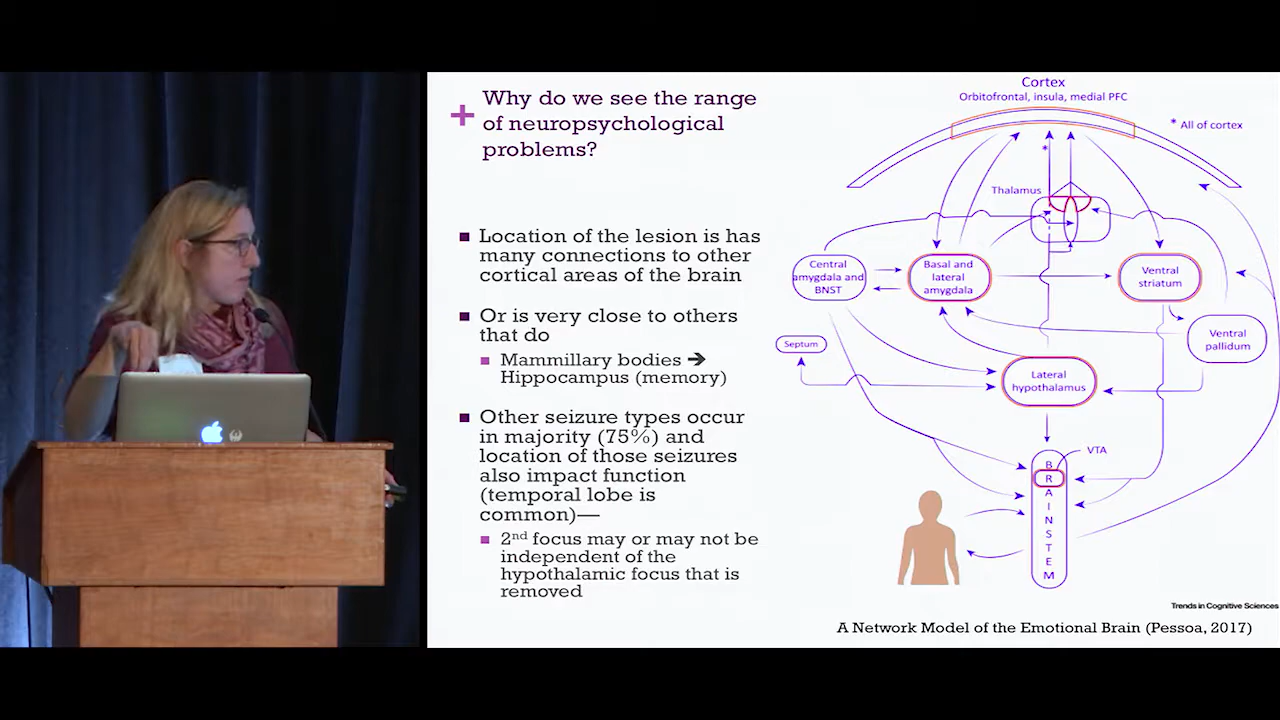 Why do we see the range
of neuropsychological
problems?
Location of the lesion is has
many connections to other
cortical areas of the brain
Or is very close to others
that do
Mammillary bodies ➔
Hippocampus (memory)
Other seizure types occur
in majority (75%) and
location of those seizures
also impact function
(temporal lobe is
common)—
2nd focus may or may not be
independent of the
hypothalamic focus that is
removed
Cortex
Orbitofrontal, insula, medial PFC
* All of cortex
*
Thalamus
Central
amygdala and
BNST
Basal and
lateral
amygdala
Ventral
striatum
Ventral
pallidum
Septum
Lateral
hypothalamus
VTA
BRAINSTEM
Trends in Cognitive Sciences
A Network Model of the Emotional Brain (Pessoa, 2017)